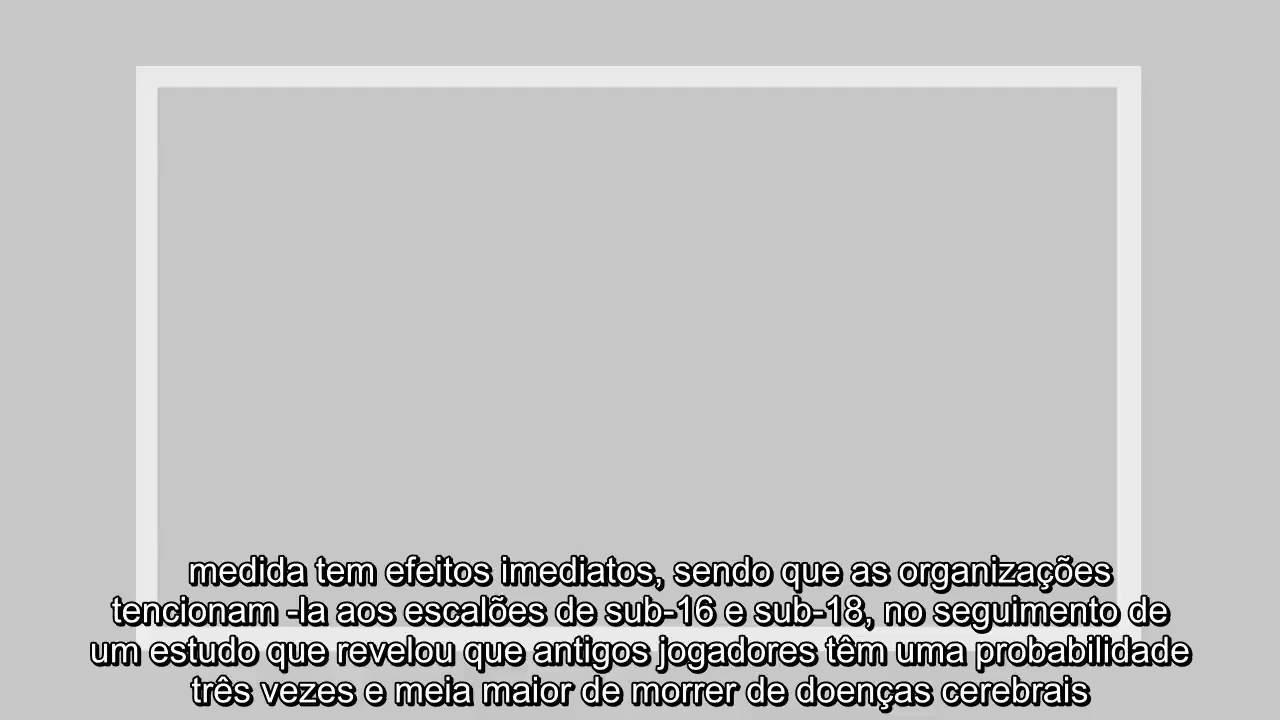 medida tem efeitos imediatos, sendo que as organizações
tencionam -la aos escalões de sub-16 e sub-18, no seguimento de
um estudo que revelou que antigos jogadores têm uma probabilidade
três vezes e meia maior de morrer de doenças cerebrais